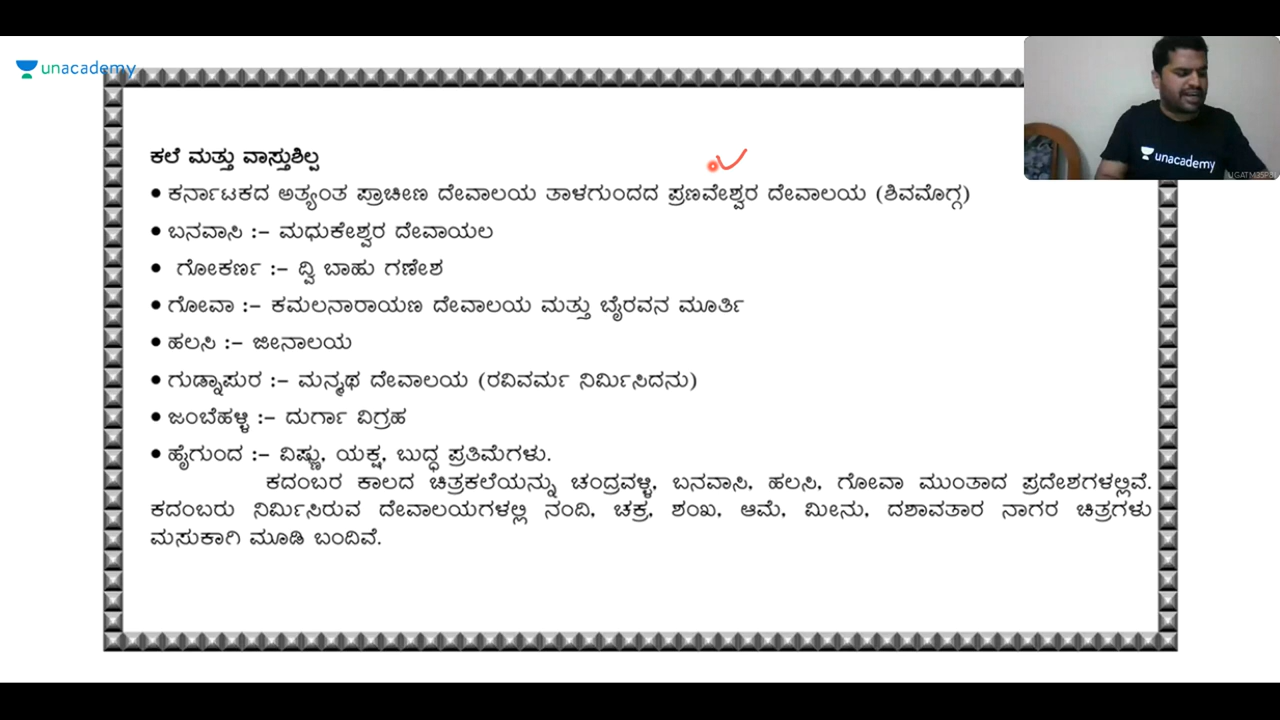 unacademy
unacademy
UGATM3SP8I
ಕಲೆ ಮತ್ತು ವಾಸ್ತುಶಿಲ್ಪ
• ಕರ್ನಾಟಕದ ಅತ್ಯಂತ ಪ್ರಾಚೀಣ ದೇವಾಲಯ ತಾಳಗುಂದದ ಪ್ರಣವೇಶ್ವರ ದೇವಾಲಯ (ಶಿವಮೊಗ್ಗ)
• ಬನವಾಸಿ :– ಮಧುಕೇಶ್ವರ ದೇವಾಯಲ
• ಗೋಕರ್ಣ :– ದ್ವಿ ಬಾಹು ಗಣೇಶ
• ಗೋವಾ :– ಕಮಲನಾರಾಯಣ ದೇವಾಲಯ ಮತ್ತು ಬೈರವನ ಮೂರ್ತಿ
• ಹಲಸಿ :– ಜೀನಾಲಯ
• ಗುಡ್ನಾಪುರ :– ಮನ್ಮಥ ದೇವಾಲಯ (ರವಿವರ್ಮ ನಿರ್ಮಿಸಿದನು)
• ಜಂಬೆಹಳ್ಳಿ :– ದುರ್ಗಾ ವಿಗ್ರಹ
• ಹೈಗುಂದ :– ವಿಷ್ಣು, ಯಕ್ಷ, ಬುದ್ಧ ಪ್ರತಿಮೆಗಳು.
ಕದಂಬರ ಕಾಲದ ಚಿತ್ರಕಲೆಯನ್ನು ಚಂದ್ರವಳ್ಳಿ, ಬನವಾಸಿ, ಹಲಸಿ, ಗೋವಾ ಮುಂತಾದ ಪ್ರದೇಶಗಳಲ್ಲಿವೆ.
ಕದಂಬರು ನಿರ್ಮಿಸಿರುವ ದೇವಾಲಯಗಳಲ್ಲಿ ನಂದಿ, ಚಕ್ರ, ಶಂಖ, ಆಮೆ, ಮೀನು, ದಶಾವತಾರ ನಾಗರ ಚಿತ್ರಗಳು
ಮಸುಕಾಗಿ ಮೂಡಿ ಬಂದಿವೆ.